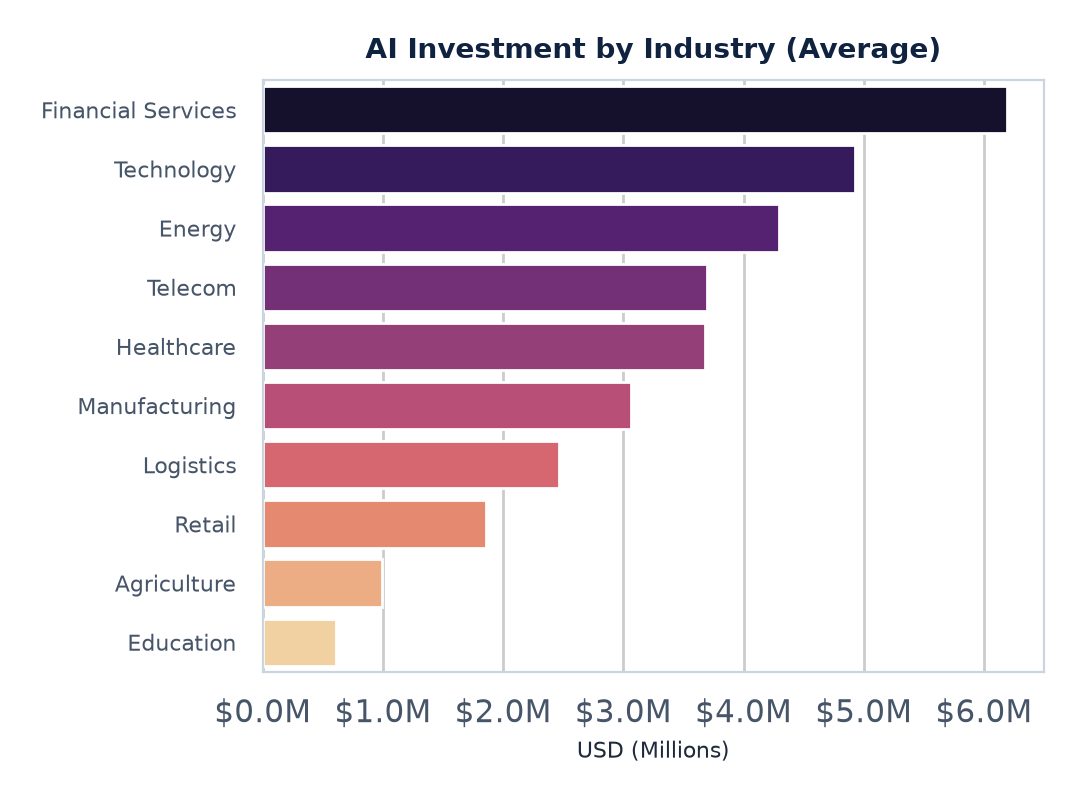 AI Investment by Industry (Average)
Financial Services
Technology
Energy
Telecom
Healthcare
Manufacturing
Logistics
Retail
Agriculture
Education
$0.0M $1.0M $2.0M $3.0M $4.0M $5.0M $6.0M
USD (Millions)